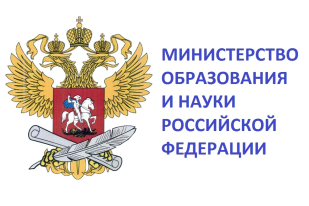 МИНИСТЕРСТВО
ОБРАЗОВАНИЯ
И НАУКИ
РОССИЙСКОЙ
ФЕДЕРАЦИИ